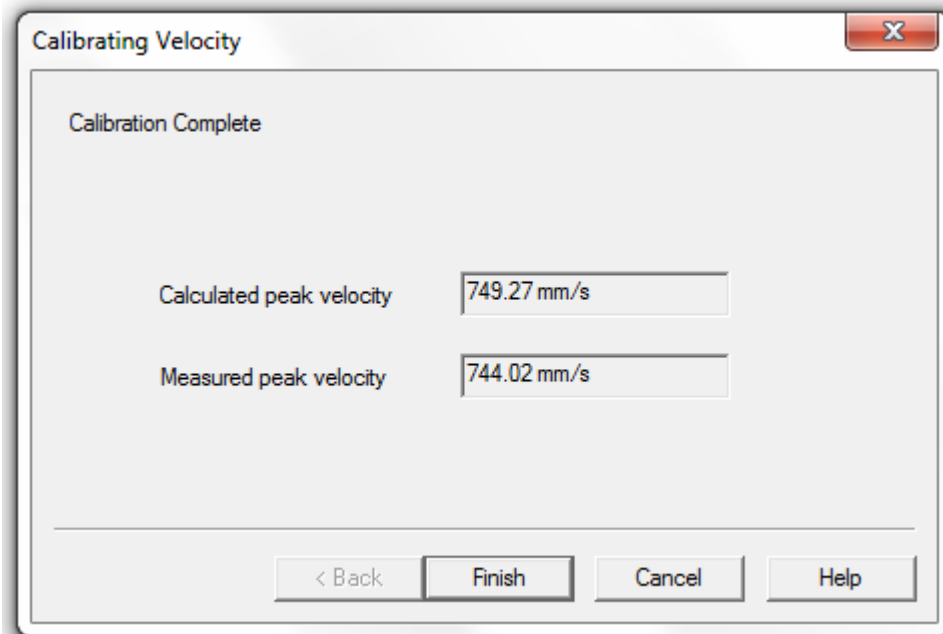 Calibrating Velocity
Calibration Complete
Calculated peak velocity 749.27 mm/s
Measured peak velocity 744.02 mm/s
< Back Finish Cancel Help